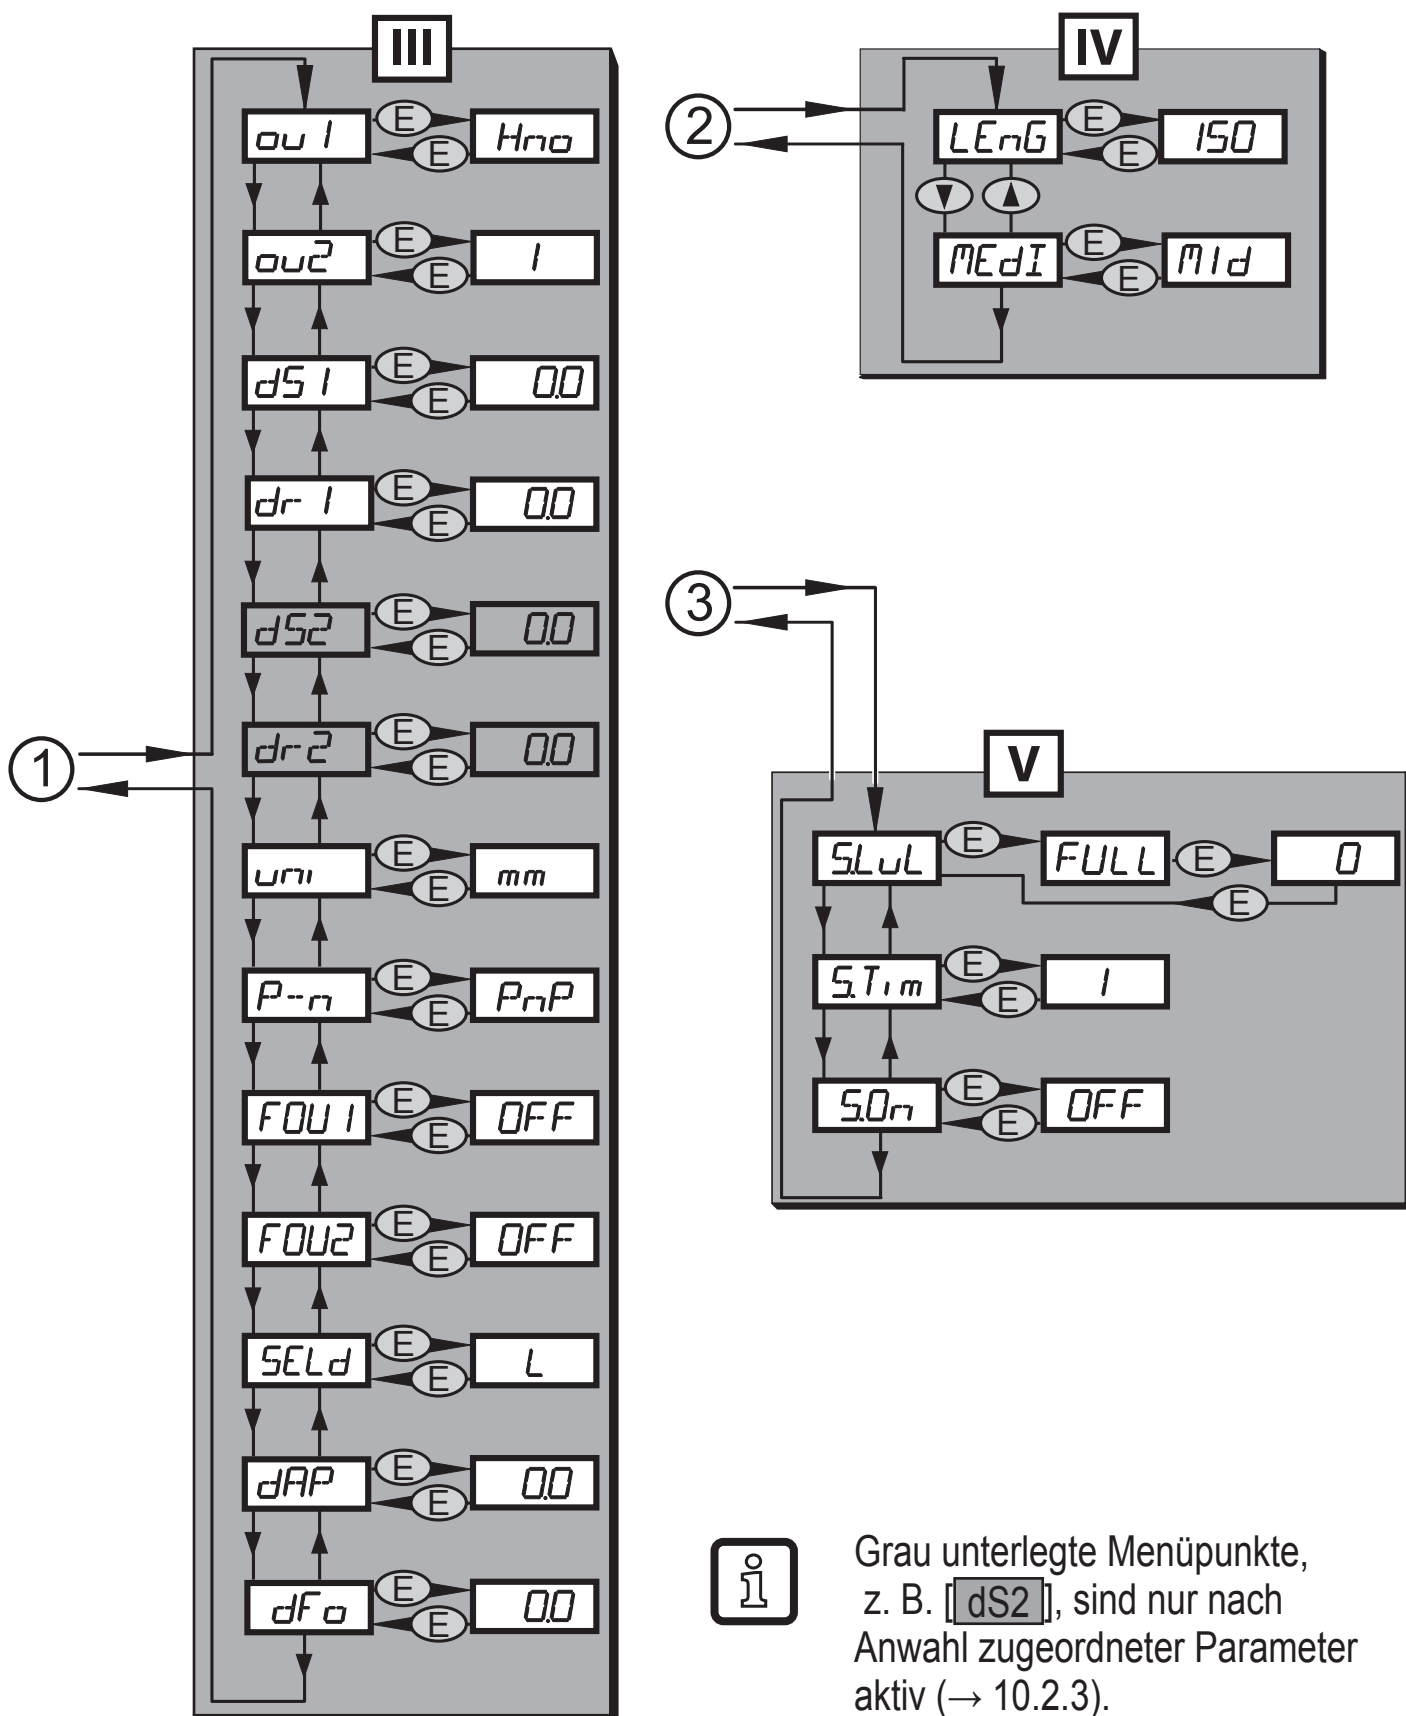 III
ou1 E Hno
E
ou2 E 1
E
dS1 E 0.0
E
dr1 E 0.0
E
dS2 E 0.0
E
dr2 E 0.0
E
uni E mm
E
P-n E PnP
E
FOU1 E OFF
E
FOU2 E OFF
E
SELd E L
E
dAP E 0.0
E
dFo E 0.0
E
1
IV
2
LEnG E ISO
E
MEdI E MId
E
3
V
S.LvL E FULL E 0
E
S.Tim E 1
E
S.On E OFF
E
i
Grau unterlegte Menüpunkte,
z. B. [dS2], sind nur nach
Anwahl zugeordneter Parameter
aktiv (→ 10.2.3).